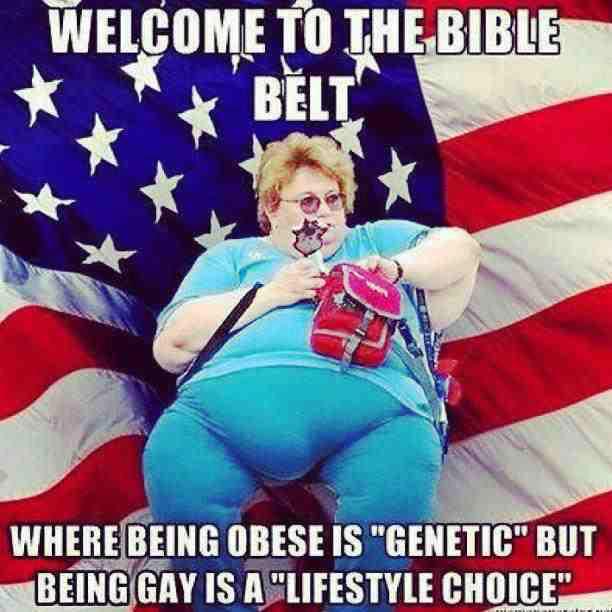 WELCOME TO THE BIBLE
BELT
WHERE BEING OBESE IS "GENETIC" BUT
BEING GAY IS A "LIFESTYLE CHOICE"